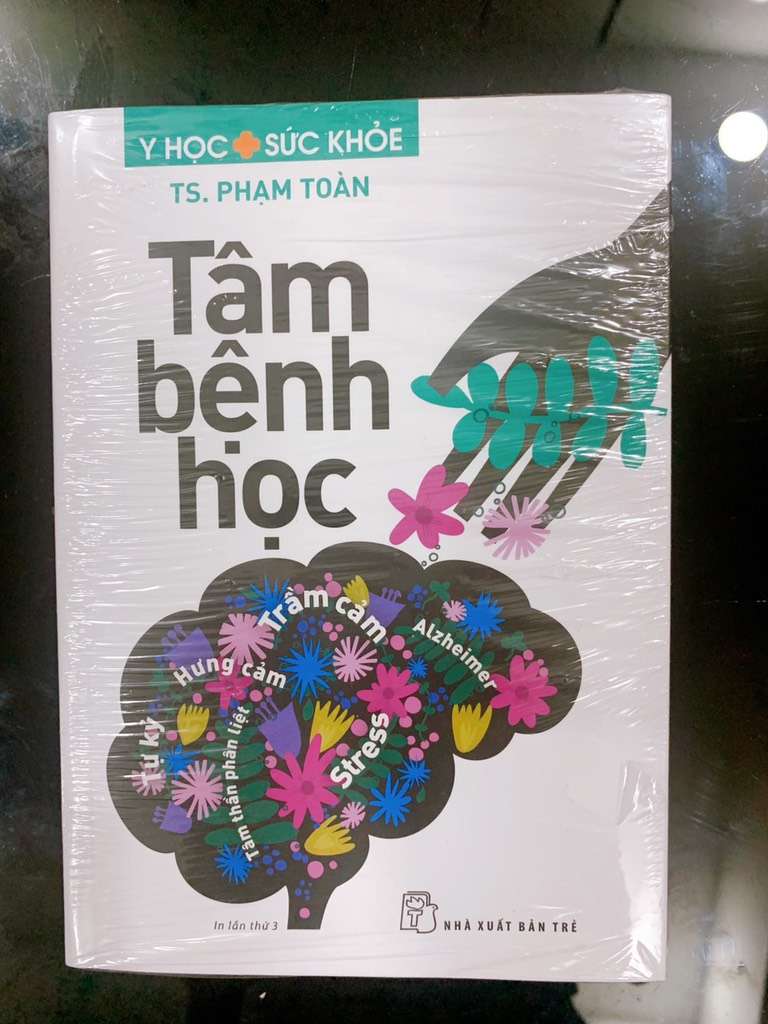 Y HỌC SỨC KHỎE
TS. PHẠM TOÀN
Tâm
bệnh
học
Trầm cảm
Alzheimer
Hưng cảm
Tự kỷ
Tâm thần phân liệt
Stress
In lần thứ 3
T
NHÀ XUẤT BẢN TRẺ